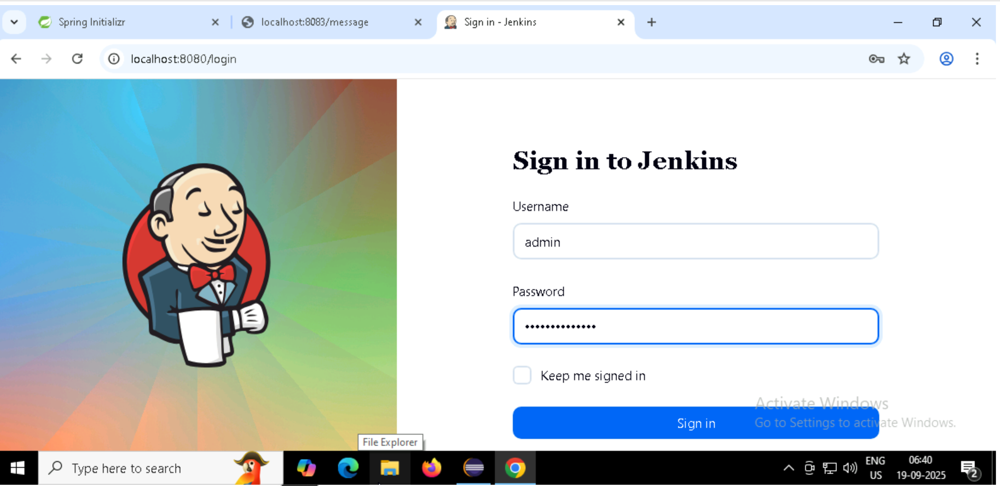 Spring Initializr
localhost:8083/message
Sign in - Jenkins
localhost:8080/login
Sign in to Jenkins
Username
admin
Password
••••••••••••••
Keep me signed in
Activate Windows
Sign in
Go to Settings to activate Windows.
File Explorer
Type here to search
ENG
US
06:40
19-09-2025
2